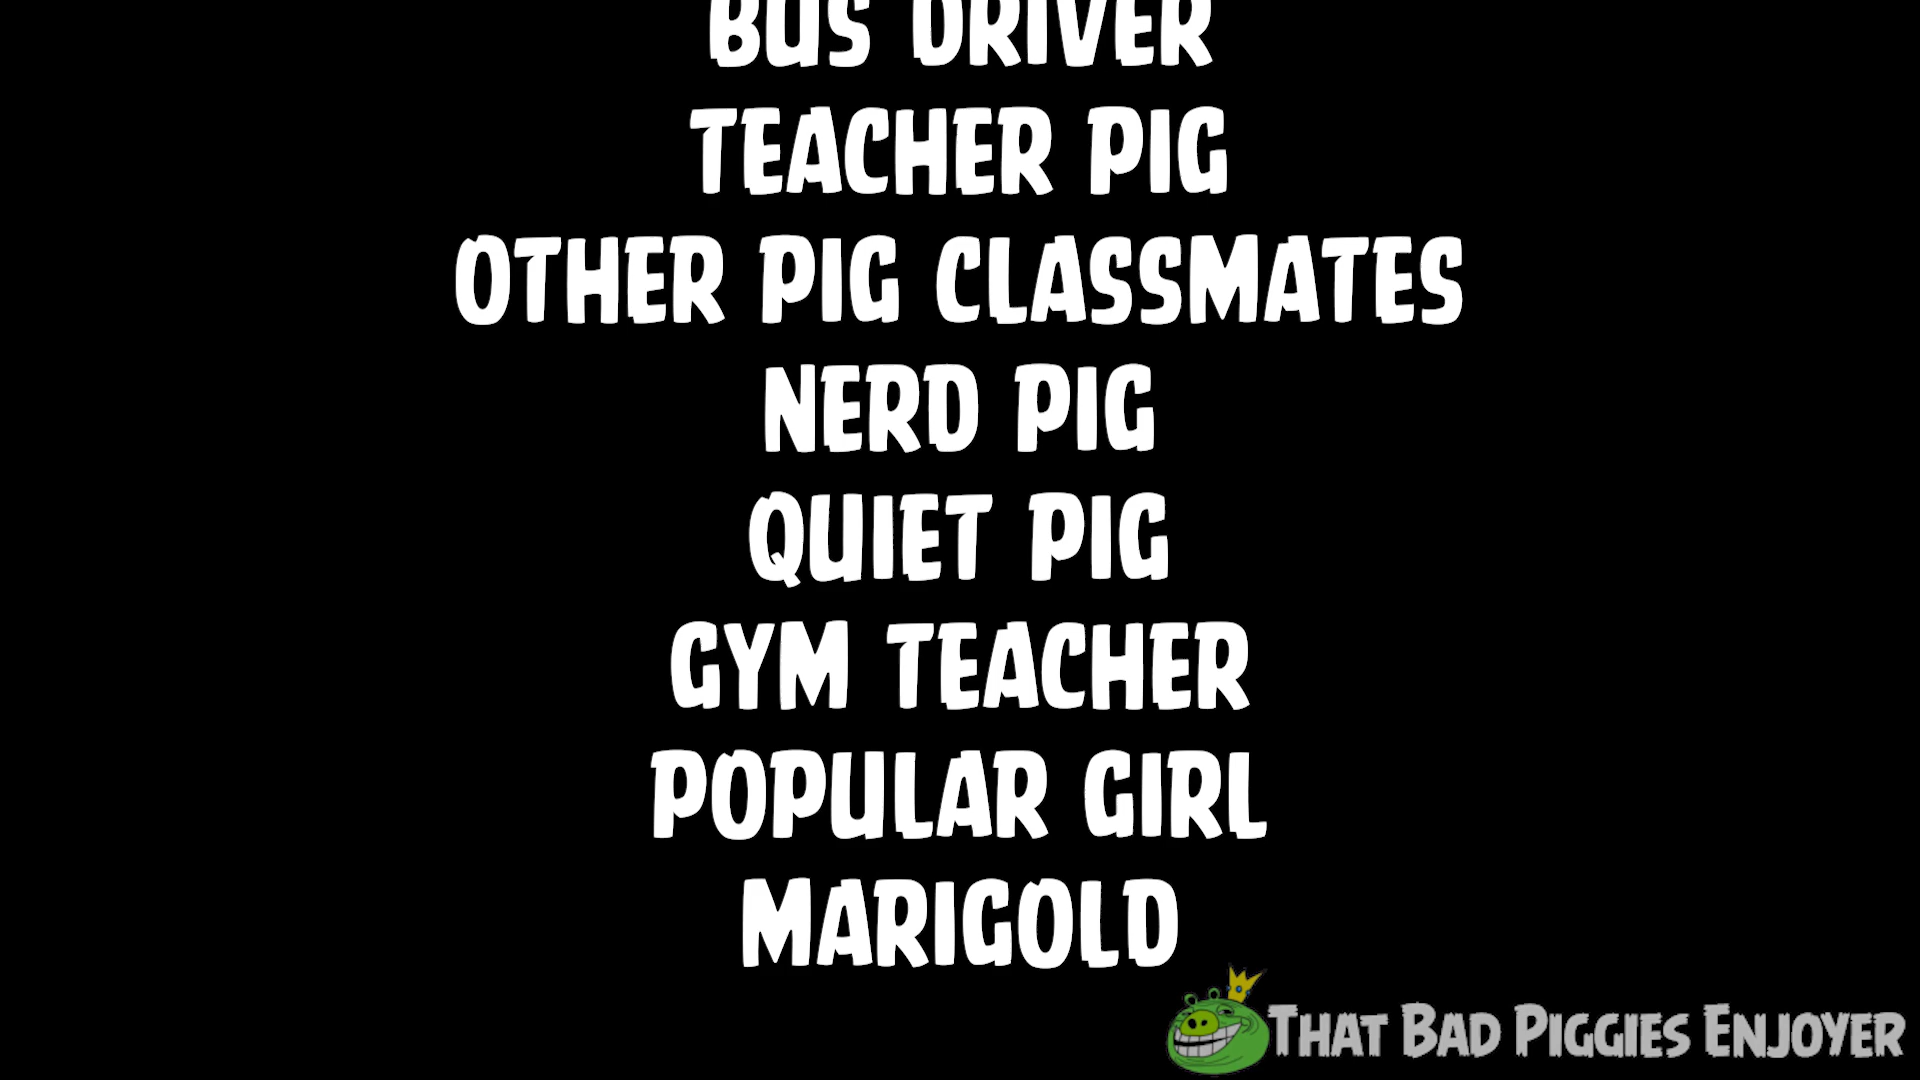 BUS DRIVER
TEACHER PIG
OTHER PIG CLASSMATES
NERD PIG
QUIET PIG
GYM TEACHER
POPULAR GIRL
MARIGOLD
THAT BAD PIGGIES ENJOYER